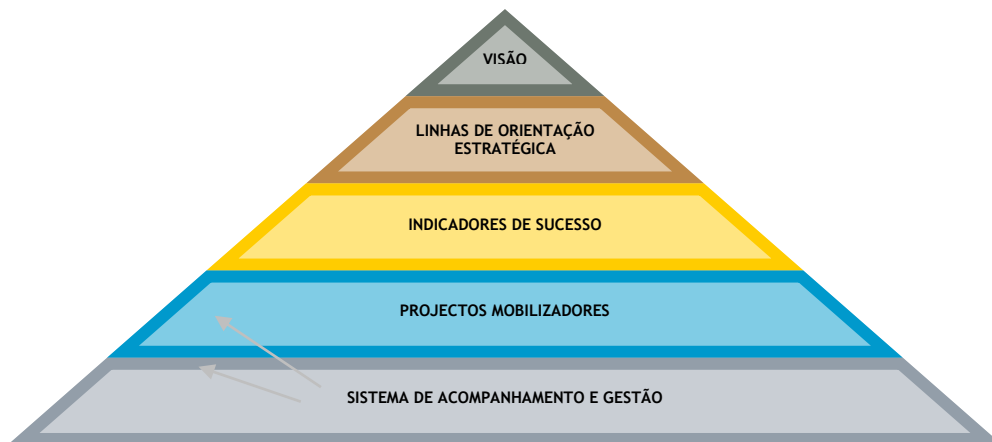 VISÃO
LINHAS DE ORIENTAÇÃO
ESTRATÉGICA
INDICADORES DE SUCESSO
PROJECTOS MOBILIZADORES
SISTEMA DE ACOMPANHAMENTO E GESTÃO